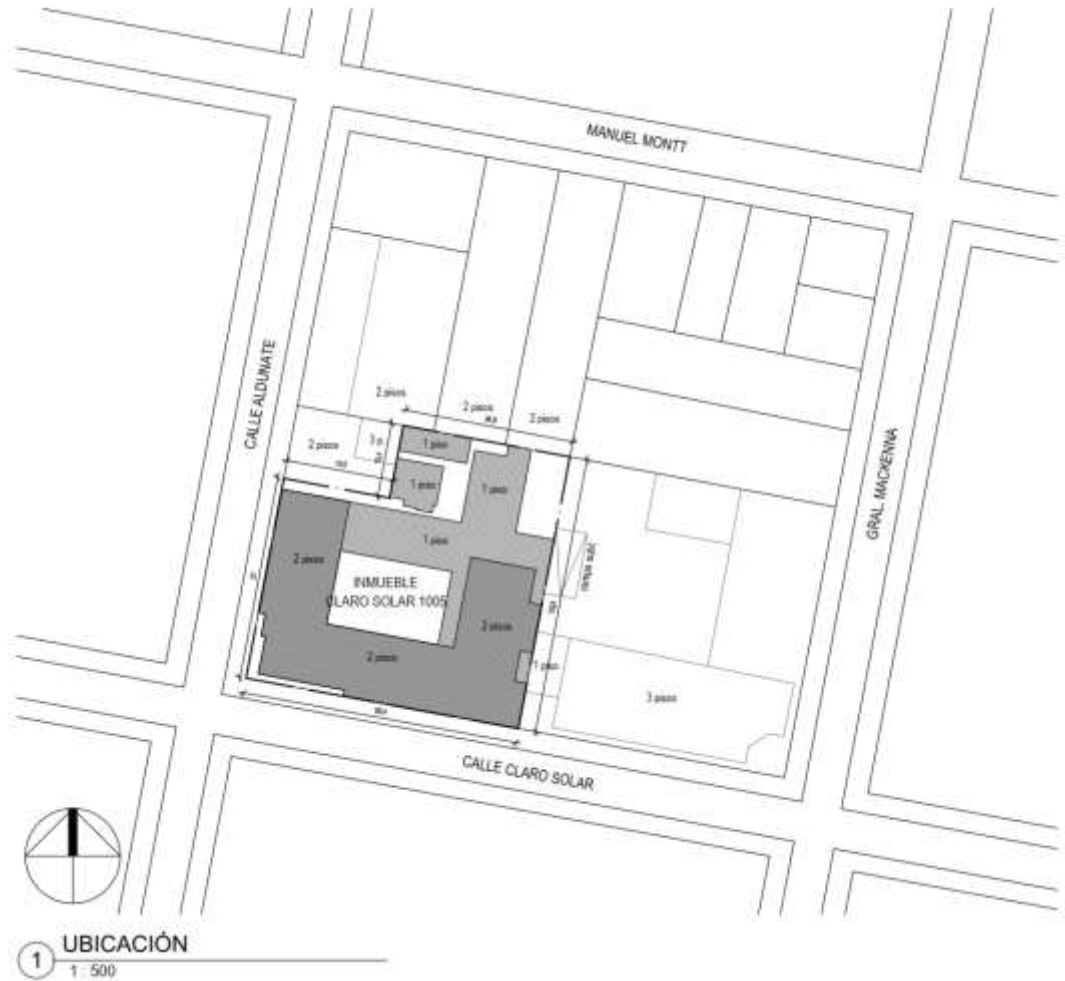 MANUEL MONTT
CALLE ALDUNATE
GRAL. MACKENNA
2 pisos
2 pisos
2 pisos
2 pisos
3 p.
1 piso
1 piso
1 piso
1 piso
2 pisos
INMUEBLE
CLARO SOLAR 1005
2 pisos
2 pisos
1 piso
3 pisos
CALLE CLARO SOLAR
1
UBICACIÓN
1 : 500